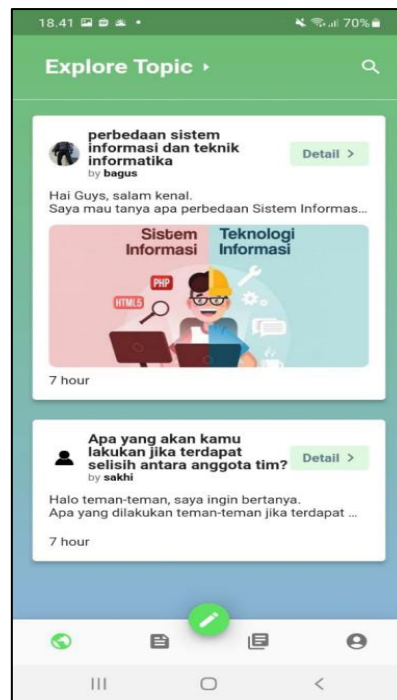 18.41
70%
Explore Topic
perbedaan sistem
informasi dan teknik
informatika
by bagus
Detail >
Hai Guys, salam kenal.
Saya mau tanya apa perbedaan Sistem Informas...
Sistem
Informasi
Teknologi
Informasi
PHP
HTML5
7 hour
Apa yang akan kamu
lakukan jika terdapat
selisih antara anggota tim?
by sakhi
Detail >
Halo teman-teman, saya ingin bertanya.
Apa yang dilakukan teman-teman jika terdapat ...
7 hour